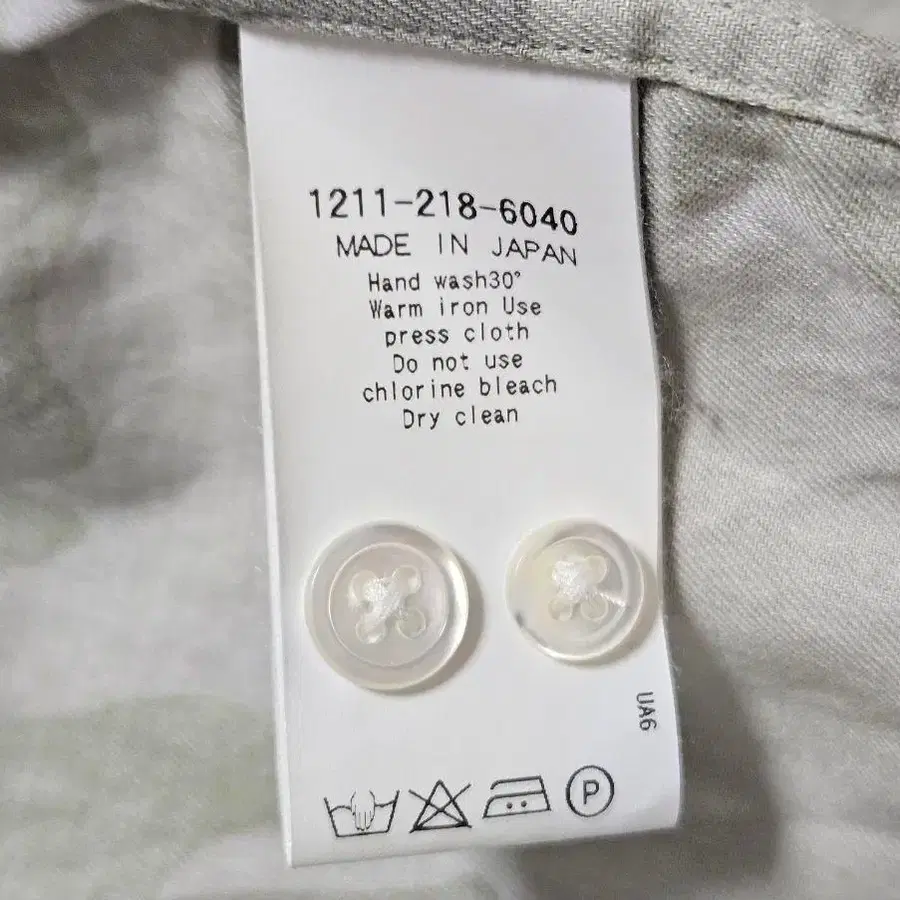 1211-218-6040
MADE IN JAPAN
Hand wash30°
Warm iron Use
press cloth
Do not use
chlorine bleach
Dry clean
UA6
P